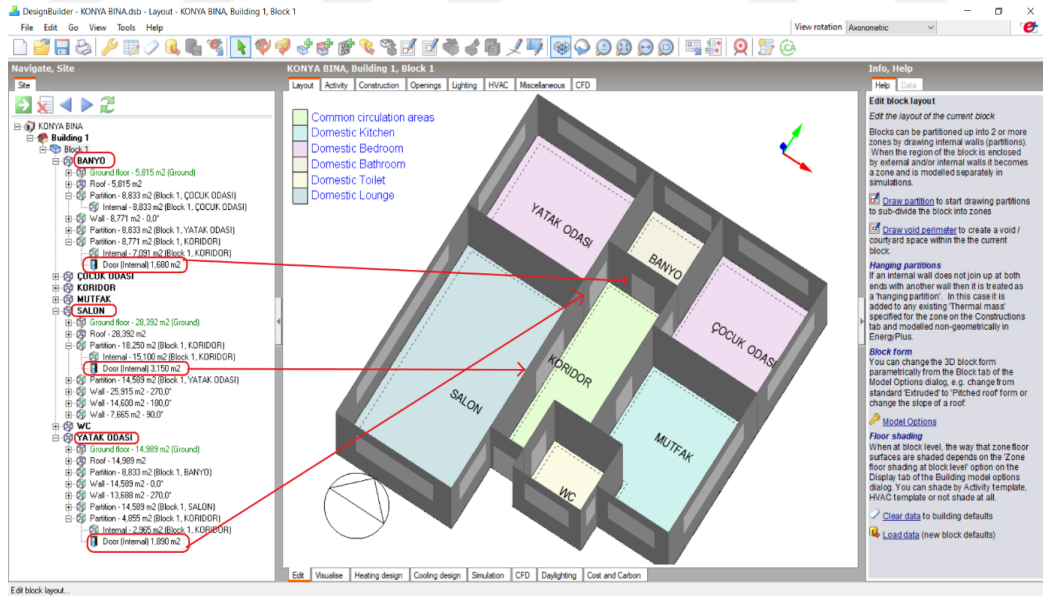 DesignBuilder - KONYA BINA.dsb - Layout - KONYA BINA, Building 1, Block 1
File Edit Go View Tools Help
View rotation Axonometric
Navigate, Site
Site
KONYA BINA
Building 1
Block 1
BANYO
Ground floor - 5,815 m2 (Ground)
Roof - 5,815 m2
Partition - 8,833 m2 (Block 1, ÇOCUK ODASI)
Internal - 8,833 m2 (Block 1, ÇOCUK ODASI)
Wall - 8,771 m2 - 0,0°
Partition - 8,833 m2 (Block 1, YATAK ODASI)
Partition - 8,771 m2 (Block 1, KORIDOR)
Internal - 7,091 m2 (Block 1, KORIDOR)
Door (Internal) 1,680 m2
ÇOCUK ODASI
KORIDOR
MUTFAK
SALON
Ground floor - 28,392 m2 (Ground)
Roof - 28,392 m2
Partition - 18,250 m2 (Block 1, KORIDOR)
Internal - 15,100 m2 (Block 1, KORIDOR)
Door (Internal) 3,150 m2
Partition - 14,589 m2 (Block 1, YATAK ODASI)
Wall - 25,915 m2 - 270,0°
Wall - 14,600 m2 - 180,0°
Wall - 7,665 m2 - 90,0°
WC
YATAK ODASI
Ground floor - 14,989 m2 (Ground)
Roof - 14,989 m2
Partition - 8,833 m2 (Block 1, BANYO)
Wall - 14,589 m2 - 0,0°
Wall - 13,688 m2 - 270,0°
Partition - 14,589 m2 (Block 1, SALON)
Partition - 4,855 m2 (Block 1, KORIDOR)
Internal - 2,965 m2 (Block 1, KORIDOR)
Door (Internal) 1,890 m2
KONYA BINA, Building 1, Block 1
Layout Activity Construction Openings Lighting HVAC Miscellaneous CFD
Common circulation areas
Domestic Kitchen
Domestic Bedroom
Domestic Bathroom
Domestic Toilet
Domestic Lounge
YATAK ODASI
BANYO
ÇOCUK ODASI
KORIDOR
SALON
MUTFAK
WC
Edit Visualise Heating design Cooling design Simulation CFD Daylighting Cost and Carbon
Info, Help
Help Data
Edit block layout
Edit the layout of the current block
Blocks can be partitioned up into 2 or more
zones by drawing internal walls (partitions).
When the region of the block is enclosed
by external and/or internal walls it becomes
a zone and is modelled separately in
simulations.
Draw partition to start drawing partitions
to sub-divide the block into zones
Draw void perimeter to create a void /
courtyard space within the the current
block.
Hanging partitions
If an internal wall does not join up at both
ends with another wall then it is treated as
a 'hanging partition'. In this case it is
added to any existing 'Thermal mass'
specified for the zone on the Constructions
tab and modelled non-geometrically in
EnergyPlus.
Block form
You can change the 3D block form
parametrically from the Block tab of the
Model Options dialog, e.g. change from
standard 'Extruded' to 'Pitched roof' form or
change the slope of a roof.
Model Options
Floor shading
When at block level, the way that zone floor
surfaces are shaded depends on the 'Zone
floor shading at block level' option on the
Display tab of the Building model options
dialog. You can shade by Activity template,
HVAC template or not shade at all.
Clear data to building defaults
Load data (new block defaults)
Edit block layout...